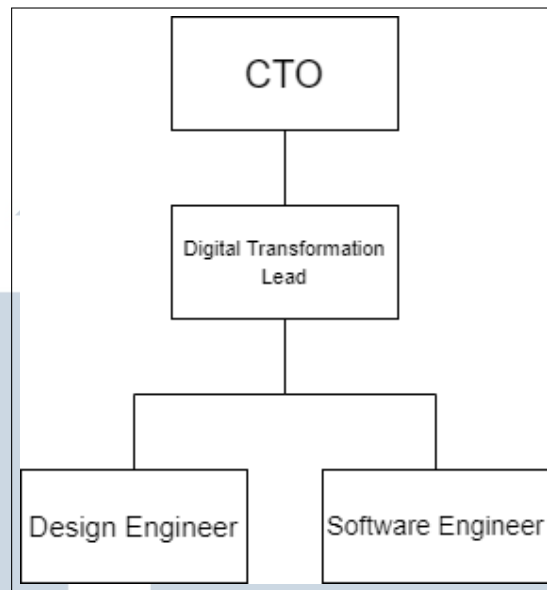 CTO
Digital Transformation
Lead
Design Engineer
Software Engineer